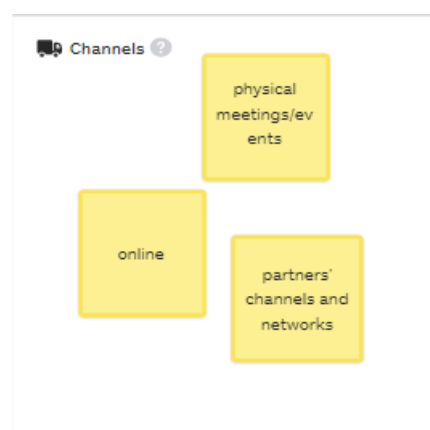 Channels ?
physical
meetings/ev
ents
online
partners'
channels and
networks